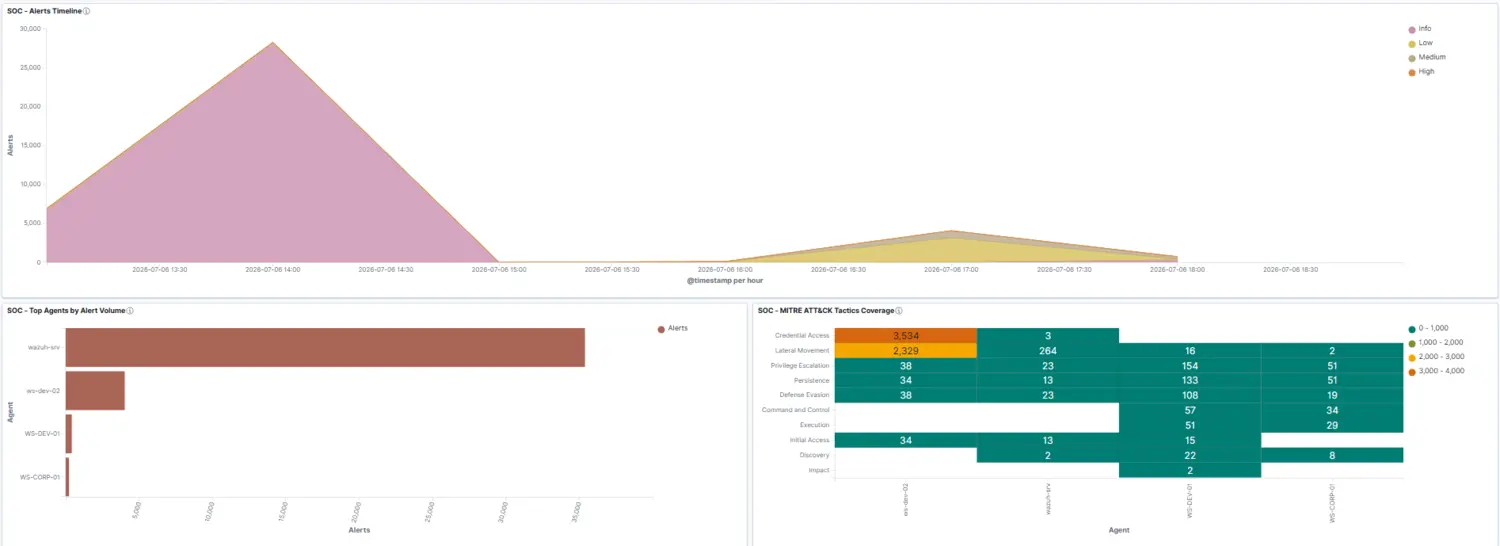 SOC - Alerts Timeline
30,000
25,000
20,000
15,000
10,000
5,000
0
Alerts
2026-07-06 13:30 2026-07-06 14:00 2026-07-06 14:30 2026-07-06 15:00 2026-07-06 15:30 2026-07-06 16:00 2026-07-06 16:30 2026-07-06 17:00 2026-07-06 17:30 2026-07-06 18:00 2026-07-06 18:30
@timestamp per hour
Info
Low
Medium
High
SOC - Top Agents by Alert Volume
Agent
wazuh-srv
ws-dev-02
WS-DEV-01
WS-CORP-01
5,000 10,000 15,000 20,000 25,000 30,000 35,000
Alerts
Alerts
SOC - MITRE ATT&CK Tactics Coverage
Credential Access 3,534 3
Lateral Movement 2,329 264 16 2
Privilege Escalation 38 23 154 51
Persistence 34 13 133 51
Defense Evasion 38 23 108 19
Command and Control 57 34
Execution 51 29
Initial Access 34 13 15
Discovery 2 22 8
Impact 2
ws-dev-02 wazuh-srv WS-DEV-01 WS-CORP-01
Agent
0 - 1,000
1,000 - 2,000
2,000 - 3,000
3,000 - 4,000